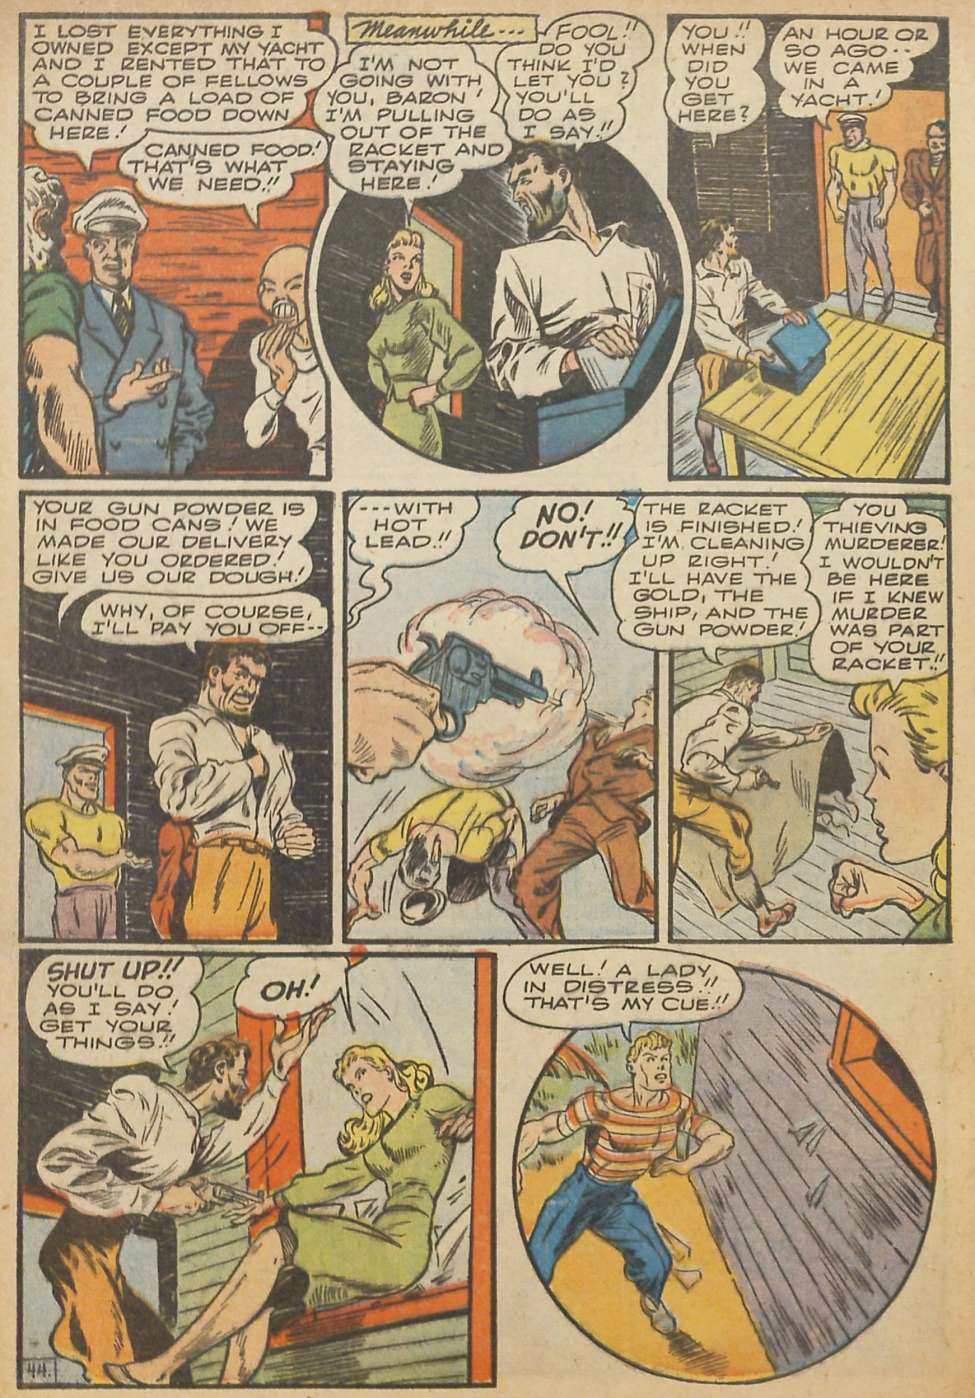 I LOST EVERYTHING I
OWNED EXCEPT MY YACHT
AND I RENTED THAT TO
A COUPLE OF FELLOWS
TO BRING A LOAD OF
CANNED FOOD DOWN
HERE!
CANNED FOOD!
THAT'S WHAT
WE NEED!!
Meanwhile---
I'M NOT
GOING WITH
YOU, BARON!
I'M PULLING
OUT OF THE
RACKET AND
STAYING
HERE!
FOOL!!
DO YOU
THINK I'D
LET YOU?
YOU'LL
DO AS
I SAY!!
YOU!!
WHEN
DID
YOU
GET
HERE?
AN HOUR OR
SO AGO--
WE CAME
IN A
YACHT!
YOUR GUN POWDER IS
IN FOOD CANS! WE
MADE OUR DELIVERY
LIKE YOU ORDERED!
GIVE US OUR DOUGH!
WHY, OF COURSE,
I'LL PAY YOU OFF--
---WITH
HOT
LEAD!!
NO!
DON'T!!
THE RACKET
IS FINISHED!
I'M CLEANING
UP RIGHT!
I'LL HAVE THE
GOLD, THE
SHIP, AND THE
GUN POWDER!
YOU
THIEVING
MURDERER!
I WOULDN'T
BE HERE
IF I KNEW
MURDER
WAS PART
OF YOUR
RACKET!!
SHUT UP!!
YOU'LL DO
AS I SAY!
GET YOUR
THINGS!!
OH!
WELL! A LADY
IN DISTRESS!!
THAT'S MY CUE!!
44